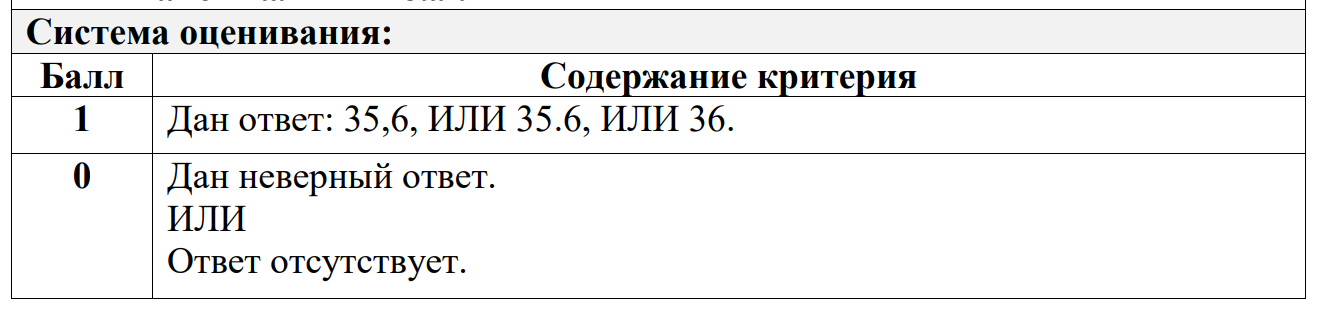 Система оценивания:
Балл Содержание критерия
1 Дан ответ: 35,6, ИЛИ 35.6, ИЛИ 36.
0 Дан неверный ответ.
ИЛИ
Ответ отсутствует.